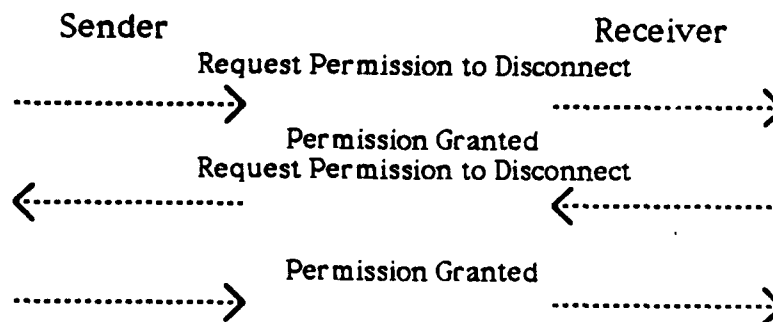 Sender
Receiver
Request Permission to Disconnect
Permission Granted
Request Permission to Disconnect
Permission Granted